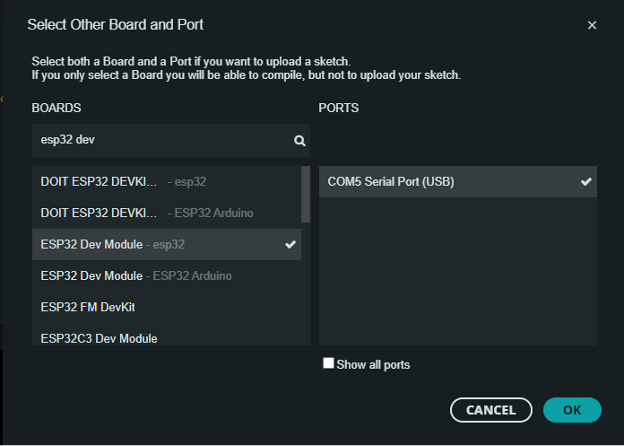 Select Other Board and Port
Select both a Board and a Port if you want to upload a sketch.
If you only select a Board you will be able to compile, but not to upload your sketch.
BOARDS
PORTS
esp32 dev
DOIT ESP32 DEVKI... - esp32
DOIT ESP32 DEVKI... - ESP32 Arduino
ESP32 Dev Module - esp32
ESP32 Dev Module - ESP32 Arduino
ESP32 FM DevKit
ESP32C3 Dev Module
COM5 Serial Port (USB)
Show all ports
CANCEL
OK